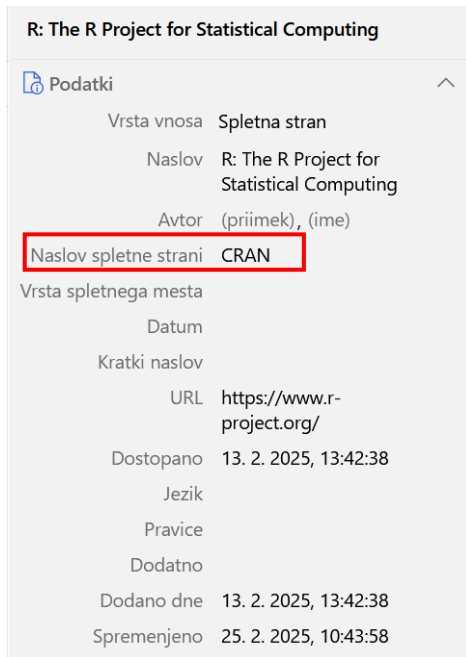 R: The R Project for Statistical Computing
Podatki
Vrsta vnosa Spletna stran
Naslov R: The R Project for
Statistical Computing
Avtor (priimek), (ime)
Naslov spletne strani CRAN
Vrsta spletnega mesta
Datum
Kratki naslov
URL https://www.r-
project.org/
Dostopano 13. 2. 2025, 13:42:38
Jezik
Pravice
Dodatno
Dodano dne 13. 2. 2025, 13:42:38
Spremenjeno 25. 2. 2025, 10:43:58